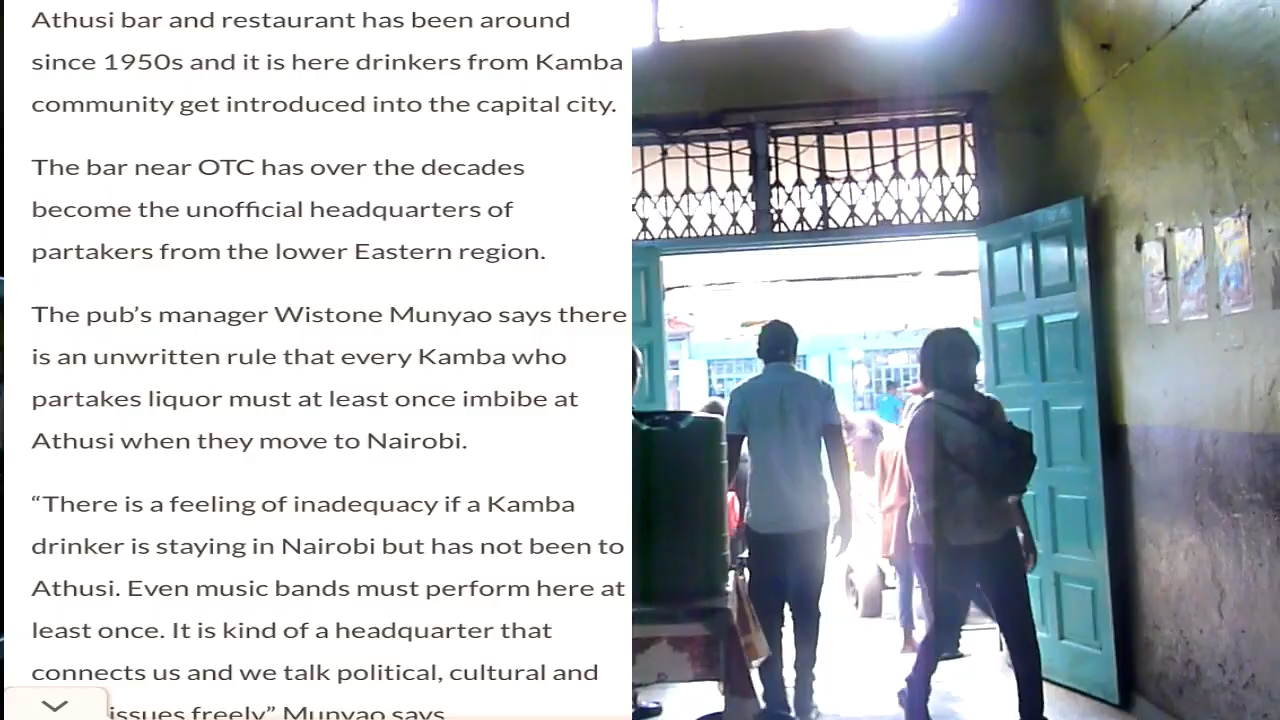 Athusi bar and restaurant has been around
since 1950s and it is here drinkers from Kamba
community get introduced into the capital city.
The bar near OTC has over the decades
become the unofficial headquarters of
partakers from the lower Eastern region.
The pub’s manager Wistone Munyao says there
is an unwritten rule that every Kamba who
partakes liquor must at least once imbibe at
Athusi when they move to Nairobi.
“There is a feeling of inadequacy if a Kamba
drinker is staying in Nairobi but has not been to
Athusi. Even music bands must perform here at
least once. It is kind of a headquarter that
connects us and we talk political, cultural and
issues freely” Munyao says